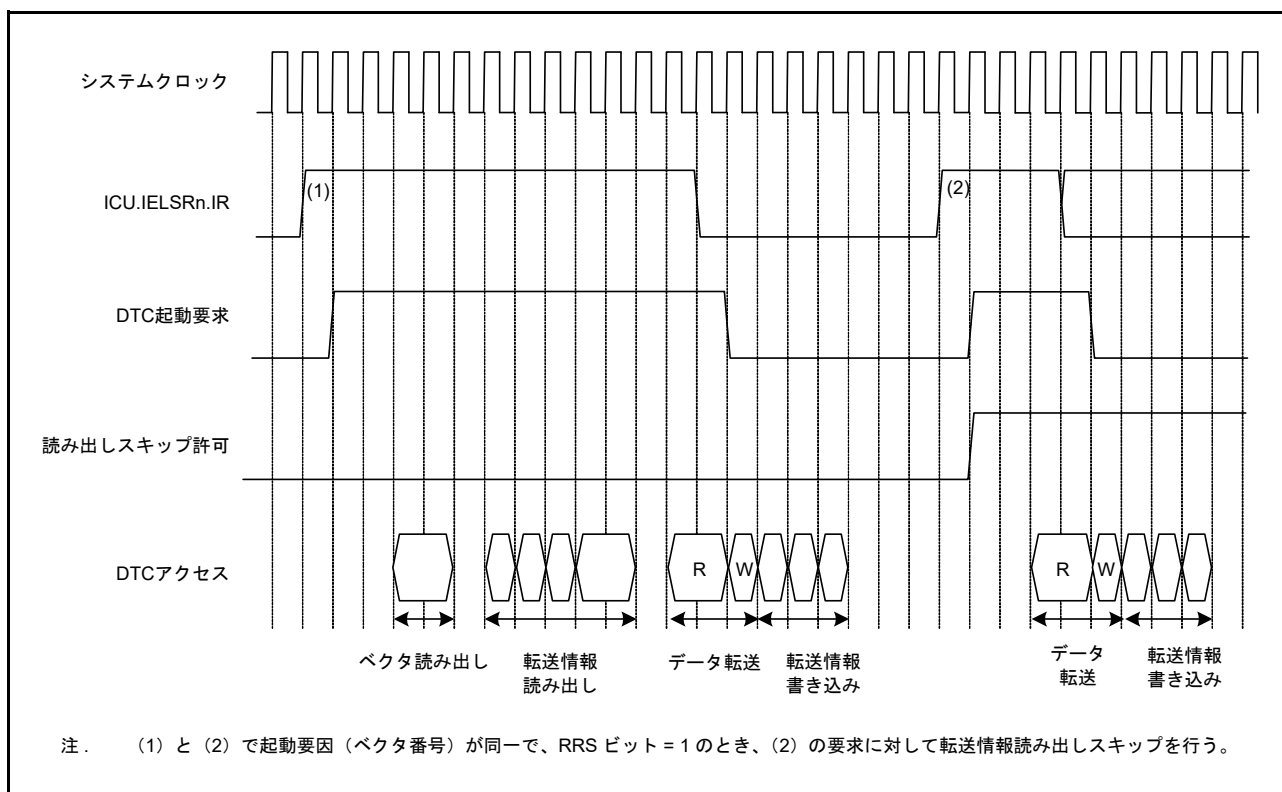 システムクロック
ICU.IELSRn.IR
(1)
(2)
DTC起動要求
読み出しスキップ許可
DTCアクセス
R
W
R
W
ベクタ読み出し
転送情報
読み出し
データ転送
転送情報
書き込み
データ
転送
転送情報
書き込み
注 . (1) と (2) で起動要因（ベクタ番号）が同一で、RRS ビット = 1 のとき、(2) の要求に対して転送情報読み出しスキップを行う。